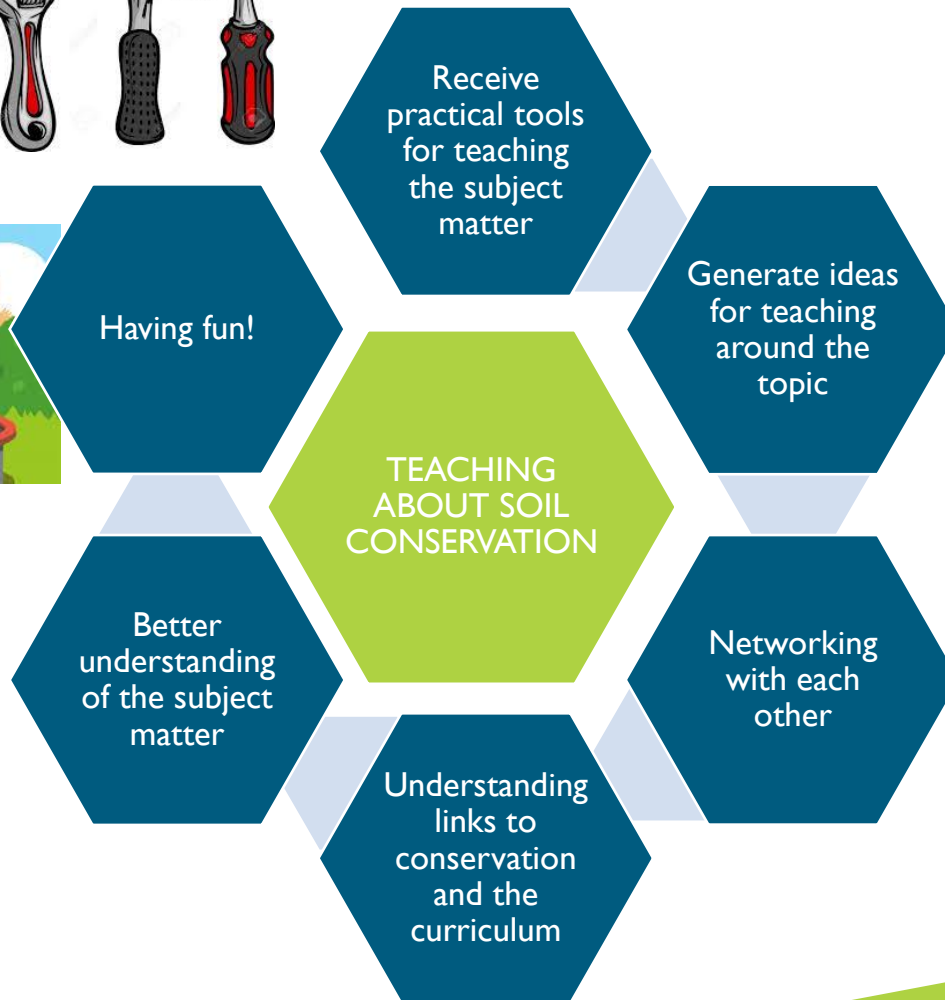 Receive
practical tools
for teaching
the subject
matter
Generate ideas
for teaching
around the
topic
Networking
with each
other
Understanding
links to
conservation
and the
curriculum
Better
understanding
of the subject
matter
Having fun!
TEACHING
ABOUT SOIL
CONSERVATION